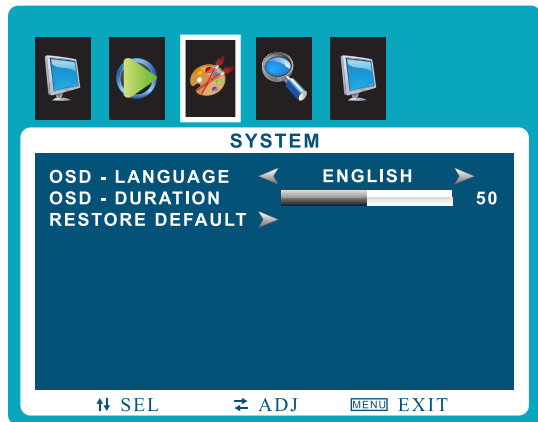 SYSTEM
OSD - LANGUAGE ENGLISH
OSD - DURATION 50
RESTORE DEFAULT
SEL ADJ MENU EXIT